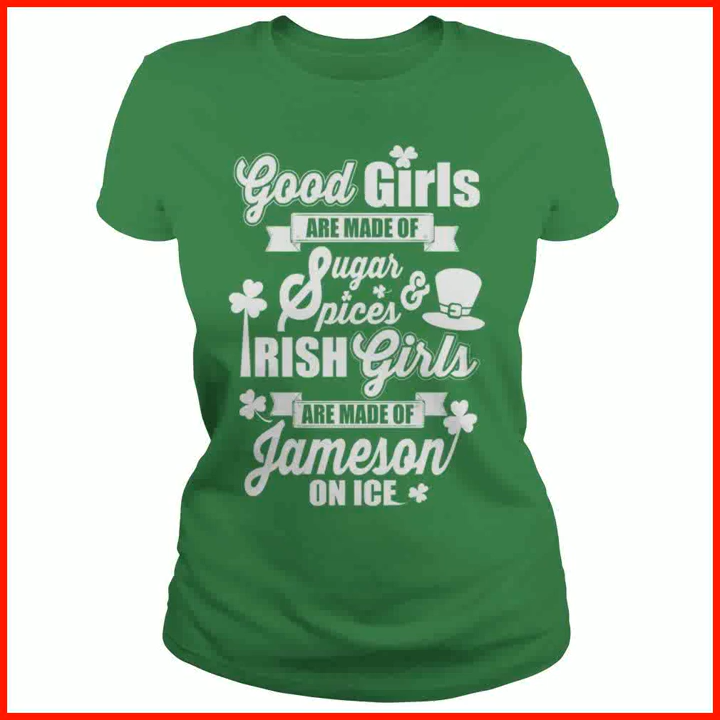 Good Girls
ARE MADE OF
Sugar &
Spices
IRISH Girls
ARE MADE OF
Jameson
ON ICE